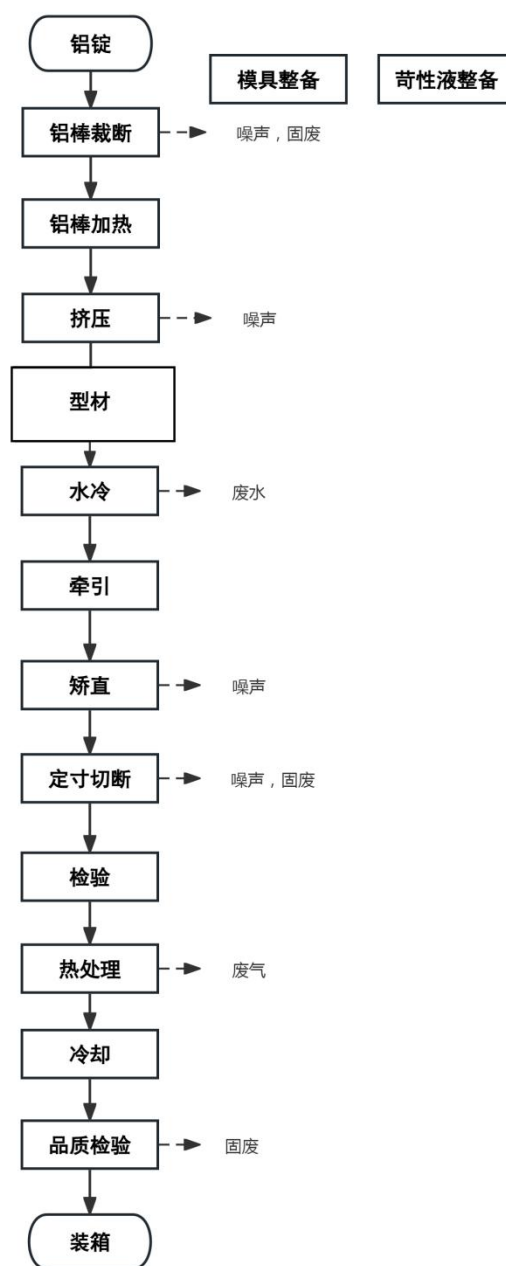 铝锭
模具整备
苛性液整备
铝棒裁断
噪声，固废
铝棒加热
挤压
噪声
型材
水冷
废水
牵引
矫直
噪声
定寸切断
噪声，固废
检验
热处理
废气
冷却
品质检验
固废
装箱